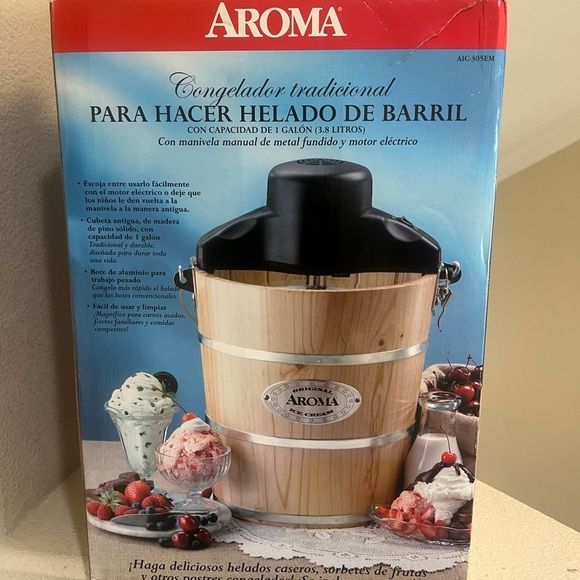 AROMA
AIC-305EM
Congelador tradicional
PARA HACER HELADO DE BARRIL
CON CAPACIDAD DE 1 GALÓN (3.8 LITROS)
Con manivela manual de metal fundido y motor eléctrico
• Escoja entre usarlo fácilmente
con el motor eléctrico o deje que
los niños le den vuelta a la
manivela a la manera antigua.
• Cubeta antigua, de madera
de pino sólido, con
capacidad de 1 galón
Tradicional y durable,
diseñada para durar toda
una vida.
• Bote de aluminio para
trabajo pesado
Congela más rápido el helado
que los botes convencionales.
• Fácil de usar y limpiar
¡Magnífico para carnes asadas,
fiestas familiares y comidas
campestres!
ORIGINAL
AROMA
ICE CREAM
¡Haga deliciosos helados caseros, sorbetes de frutas
y otros postres congelados!